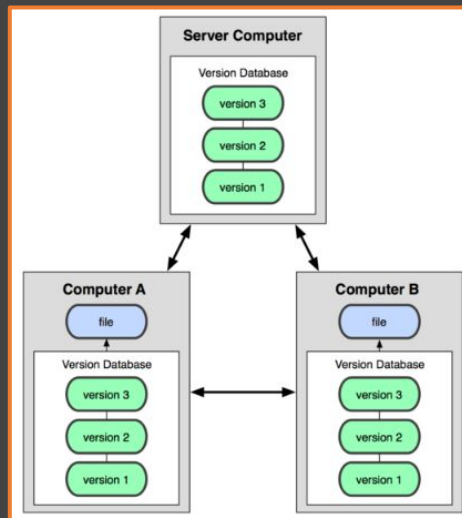 Server Computer
Version Database
version 3
version 2
version 1
Computer A
file
Version Database
version 3
version 2
version 1
Computer B
file
Version Database
version 3
version 2
version 1